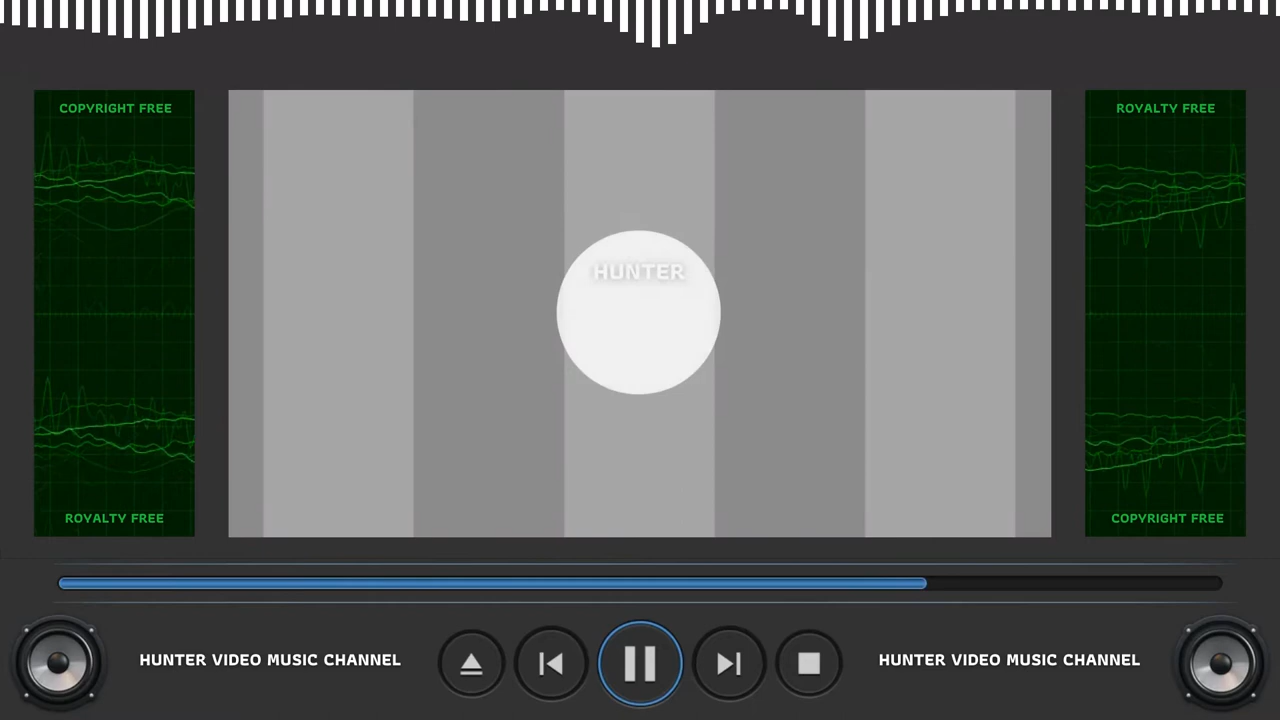 COPYRIGHT FREE
ROYALTY FREE
HUNTER
ROYALTY FREE
COPYRIGHT FREE
HUNTER VIDEO MUSIC CHANNEL
HUNTER VIDEO MUSIC CHANNEL